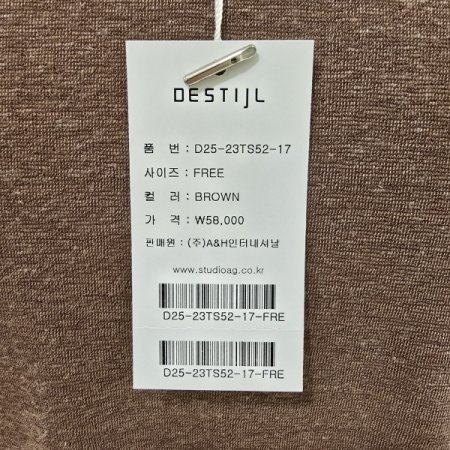 DESTIJL
품 번 : D25-23TS52-17
사이즈 : FREE
컬 러 : BROWN
가 격 : ₩58,000
판매원 : (주)A&H인터내셔날
www.studioag.co.kr
D25-23TS52-17-FRE
D25-23TS52-17-FRE